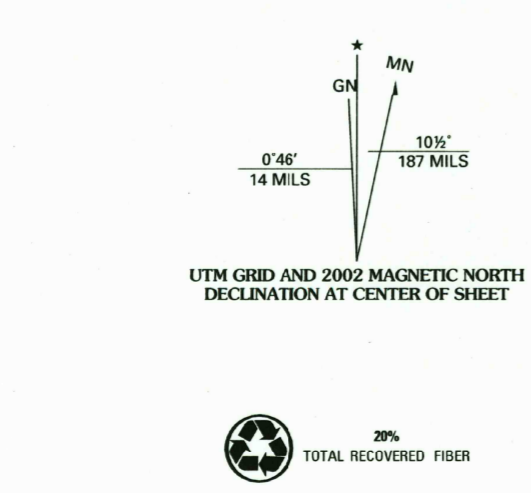 ★
MN
GN
10½°
187 MILS
0°46′
14 MILS
UTM GRID AND 2002 MAGNETIC NORTH
DECLINATION AT CENTER OF SHEET
20%
TOTAL RECOVERED FIBER